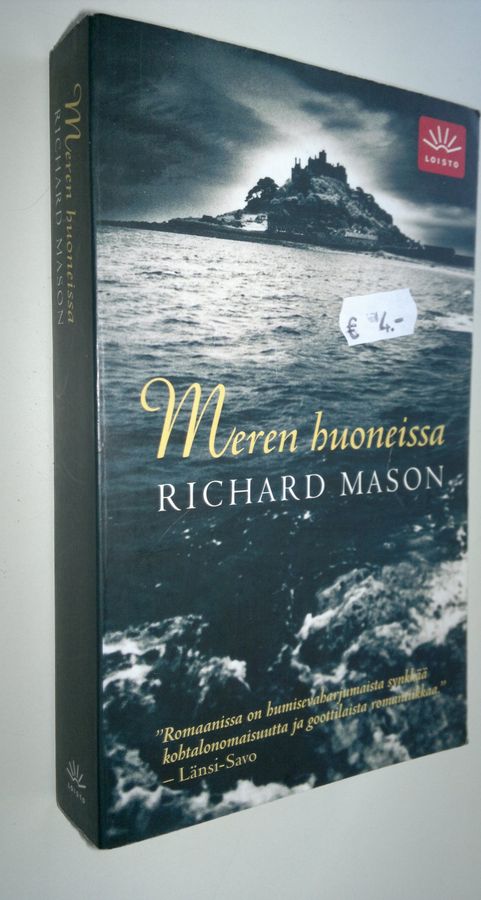 Meren huoneissa
RICHARD MASON
LOISTO
LOISTO
€ 4.-
Meren huoneissa
RICHARD MASON
"Romaanissa on humisevaharjumaista synkkää
kohtalonomaisuutta ja goottilaista romantiikkaa."
– Länsi-Savo